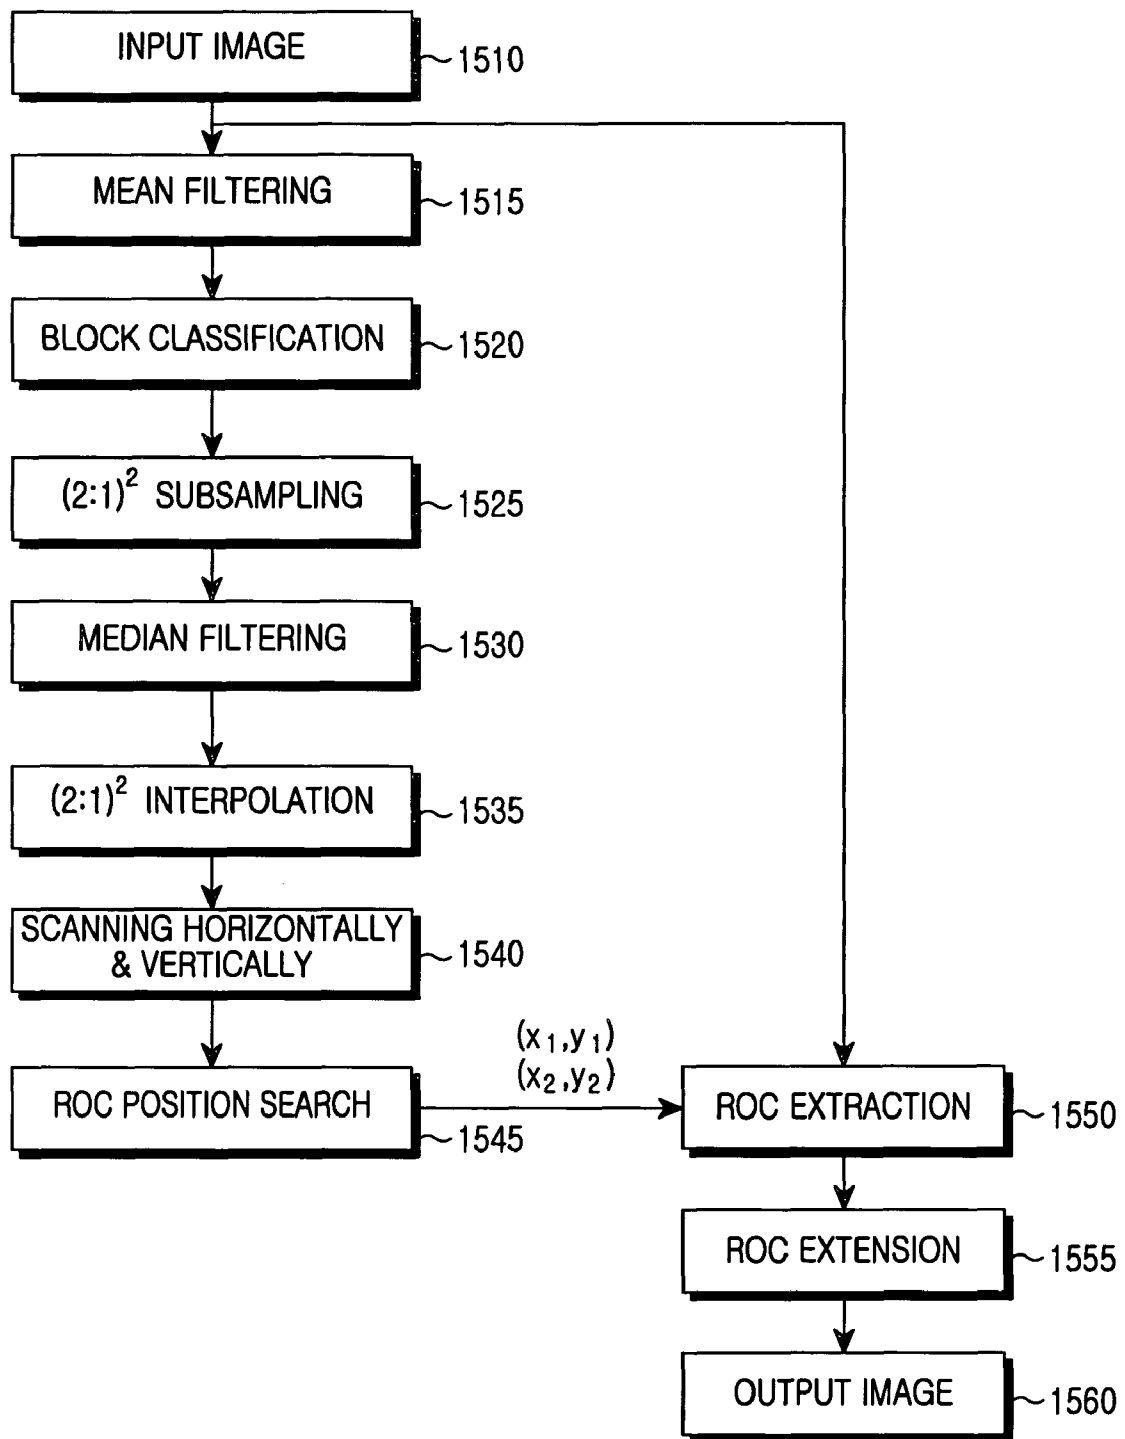 INPUT IMAGE
1510
MEAN FILTERING
1515
BLOCK CLASSIFICATION
1520
(2:1)² SUBSAMPLING
1525
MEDIAN FILTERING
1530
(2:1)² INTERPOLATION
1535
SCANNING HORIZONTALLY
& VERTICALLY
1540
ROC POSITION SEARCH
1545
(x₁,y₁)
(x₂,y₂)
ROC EXTRACTION
1550
ROC EXTENSION
1555
OUTPUT IMAGE
1560